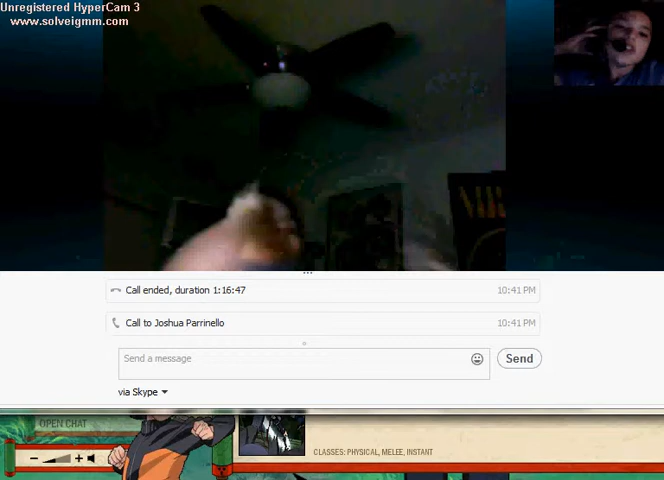 Unregistered HyperCam 3
www.solveigmm.com
Call ended, duration 1:16:47 10:41 PM
Call to Joshua Parrinello 10:41 PM
Send a message Send
via Skype
OPEN CHAT
CLASSES: PHYSICAL, MELEE, INSTANT